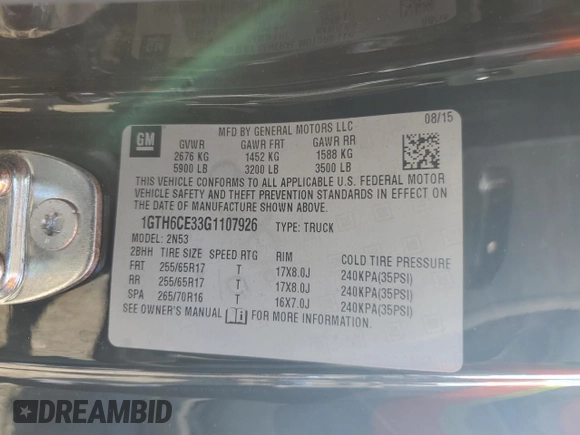 GM
MFD BY GENERAL MOTORS LLC
08/15
GVWR GAWR FRT GAWR RR
2676 KG 1452 KG 1588 KG
5900 LB 3200 LB 3500 LB
THIS VEHICLE CONFORMS TO ALL APPLICABLE U.S. FEDERAL MOTOR
VEHICLE SAFETY AND THEFT PREVENTION STANDARDS IN EFFECT ON
THE DATE OF MANUFACTURE SHOWN ABOVE.
1GTH6CE33G1107926 TYPE: TRUCK
MODEL: 2N53
2BHH TIRE SIZE SPEED RTG RIM COLD TIRE PRESSURE
FRT 255/65R17 T 17X8.0J 240KPA(35PSI)
RR 255/65R17 T 17X8.0J 240KPA(35PSI)
SPA 265/70R16 T 16X7.0J 240KPA(35PSI)
SEE OWNER'S MANUAL FOR MORE INFORMATION.
DREAMBID